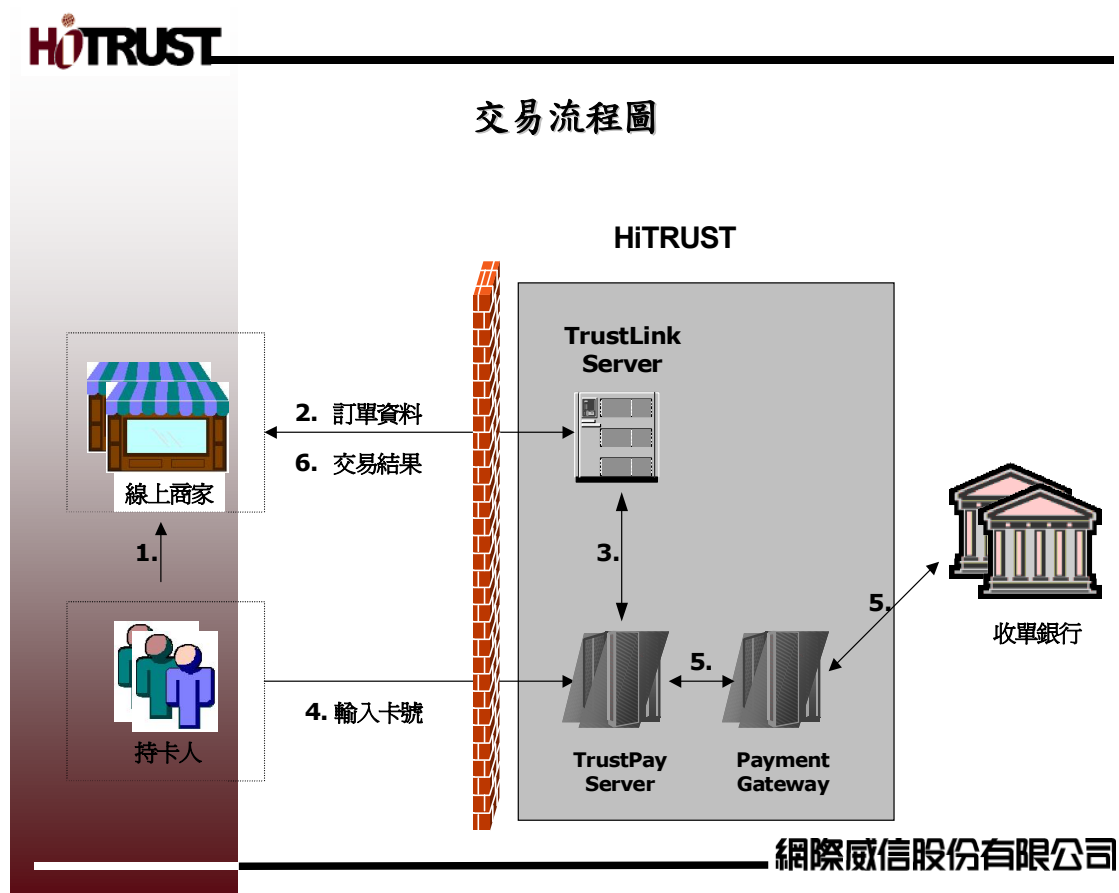 HiTRUST
交易流程圖
HiTRUST
TrustLink
Server
2. 訂單資料
6. 交易結果
線上商家
1.
3.
5.
收單銀行
5.
4. 輸入卡號
持卡人
TrustPay
Server
Payment
Gateway
網際威信股份有限公司